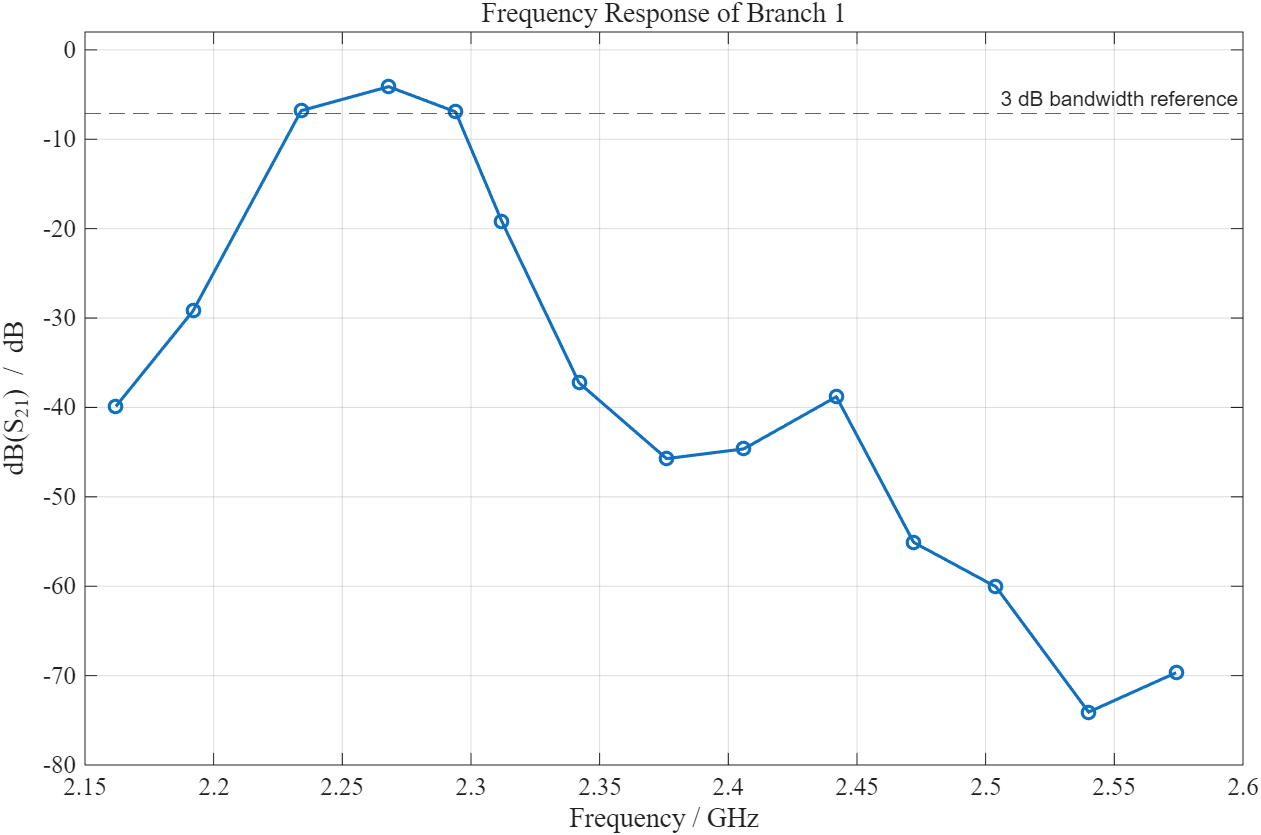 Frequency Response of Branch 1
3 dB bandwidth reference
dB(S₂₁) / dB
0
-10
-20
-30
-40
-50
-60
-70
-80
2.15 2.2 2.25 2.3 2.35 2.4 2.45 2.5 2.55 2.6
Frequency / GHz